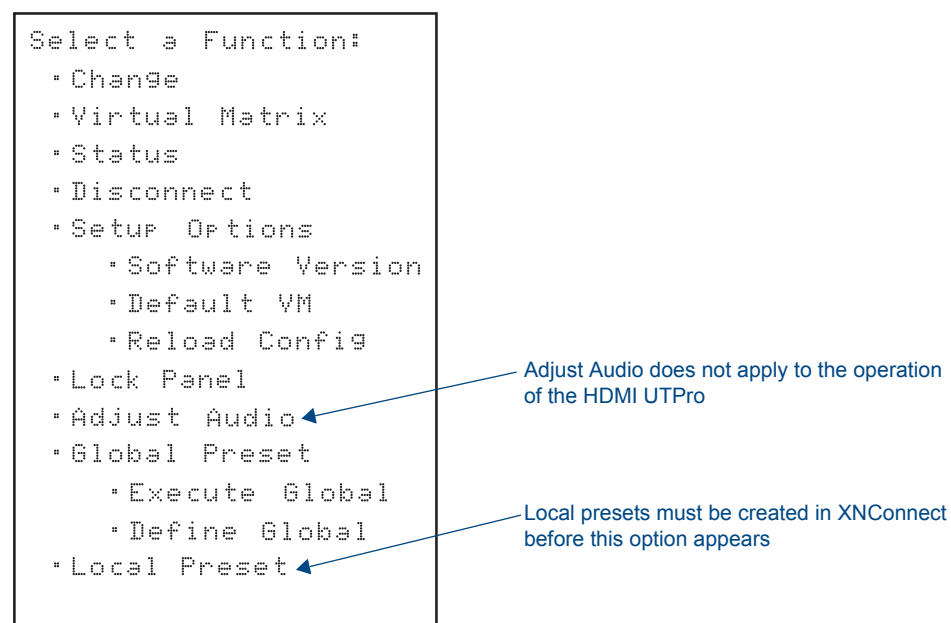 Select a Function:
▪Change
▪Virtual Matrix
▪Status
▪Disconnect
▪Setup Options
▪Software Version
▪Default VM
▪Reload Config
▪Lock Panel
▪Adjust Audio
▪Global Preset
▪Execute Global
▪Define Global
▪Local Preset
Adjust Audio does not apply to the operation
of the HDMI UTPro
Local presets must be created in XNConnect
before this option appears